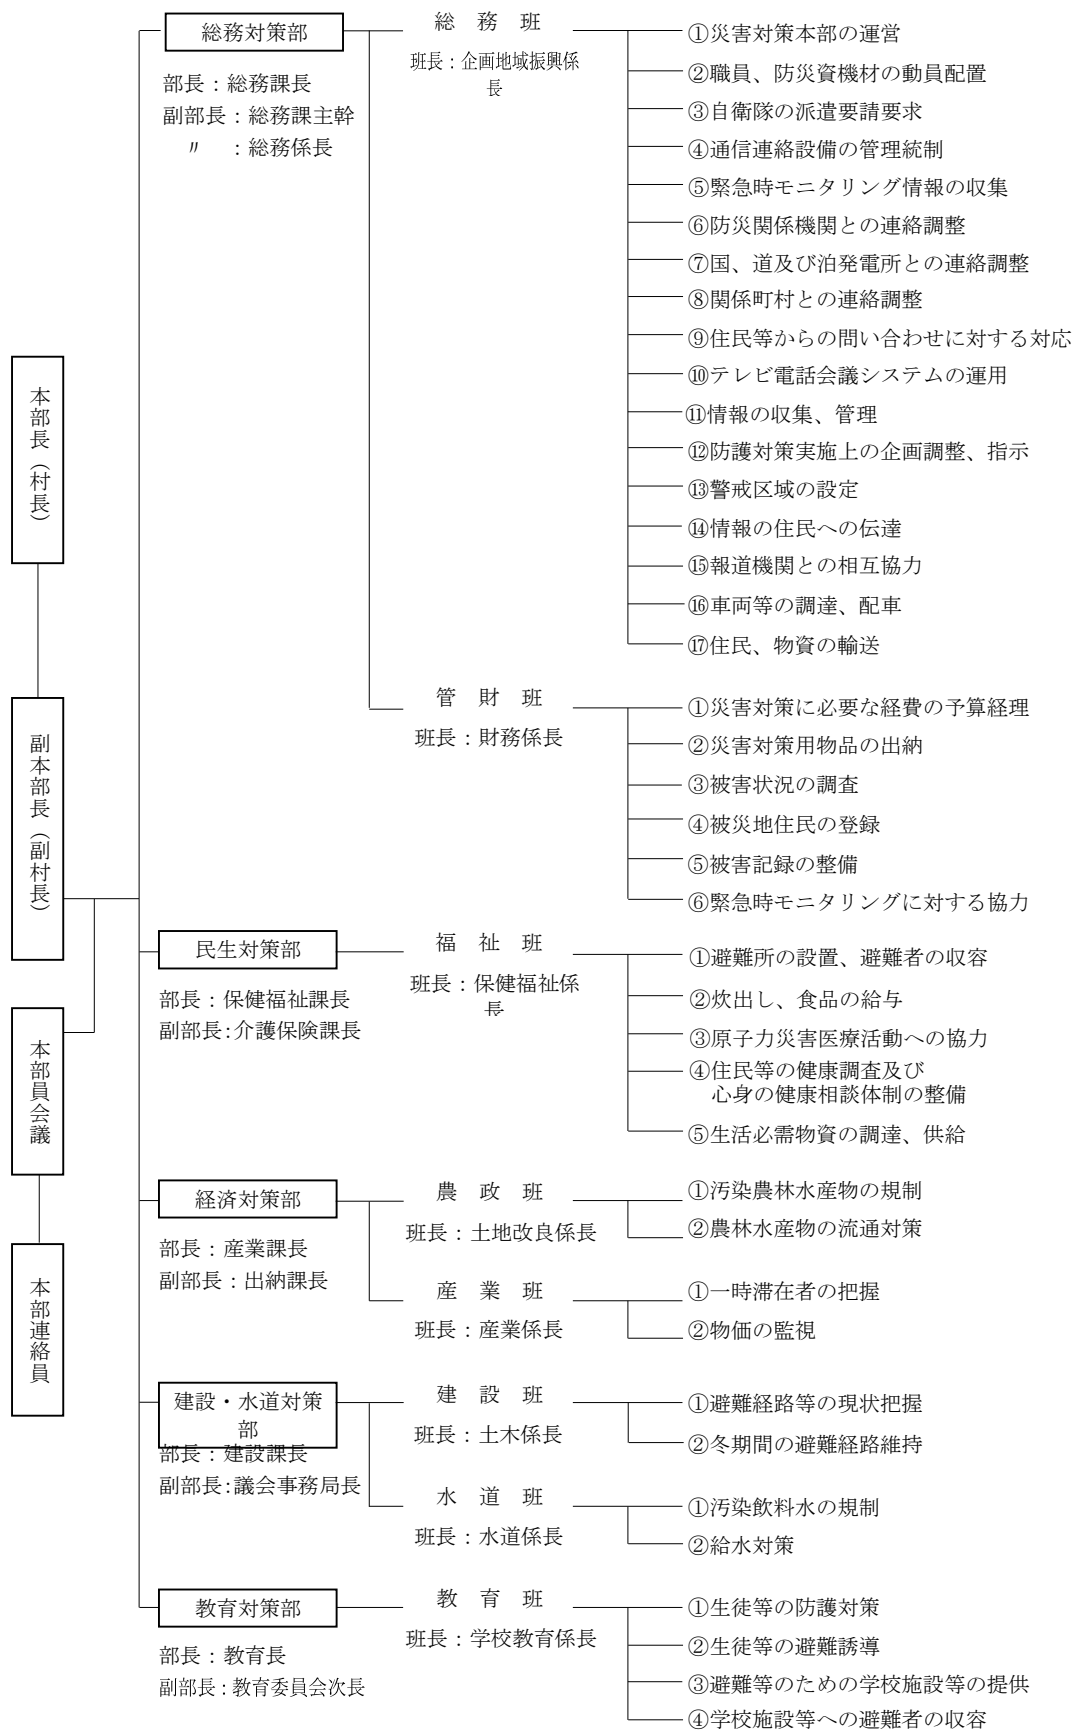 本部長（村長）
副本部長（副村長）
本部員会議
本部連絡員
総務対策部
部長：総務課長
副部長：総務課主幹
〃　：総務係長
総　務　班
班長：企画地域振興係
長
①災害対策本部の運営
②職員、防災資機材の動員配置
③自衛隊の派遣要請要求
④通信連絡設備の管理統制
⑤緊急時モニタリング情報の収集
⑥防災関係機関との連絡調整
⑦国、道及び泊発電所との連絡調整
⑧関係町村との連絡調整
⑨住民等からの問い合わせに対する対応
⑩テレビ電話会議システムの運用
⑪情報の収集、管理
⑫防護対策実施上の企画調整、指示
⑬警戒区域の設定
⑭情報の住民への伝達
⑮報道機関との相互協力
⑯車両等の調達、配車
⑰住民、物資の輸送
管　財　班
班長：財務係長
①災害対策に必要な経費の予算経理
②災害対策用物品の出納
③被害状況の調査
④被災地住民の登録
⑤被害記録の整備
⑥緊急時モニタリングに対する協力
民生対策部
部長：保健福祉課長
副部長：介護保険課長
福　祉　班
班長：保健福祉係
長
①避難所の設置、避難者の収容
②炊出し、食品の給与
③原子力災害医療活動への協力
④住民等の健康調査及び
心身の健康相談体制の整備
⑤生活必需物資の調達、供給
経済対策部
部長：産業課長
副部長：出納課長
農　政　班
班長：土地改良係長
①汚染農林水産物の規制
②農林水産物の流通対策
産　業　班
班長：産業係長
①一時滞在者の把握
②物価の監視
建設・水道対策
部
部長：建設課長
副部長：議会事務局長
建　設　班
班長：土木係長
①避難経路等の現状把握
②冬期間の避難経路維持
水　道　班
班長：水道係長
①汚染飲料水の規制
②給水対策
教育対策部
部長：教育長
副部長：教育委員会次長
教　育　班
班長：学校教育係長
①生徒等の防護対策
②生徒等の避難誘導
③避難等のための学校施設等の提供
④学校施設等への避難者の収容